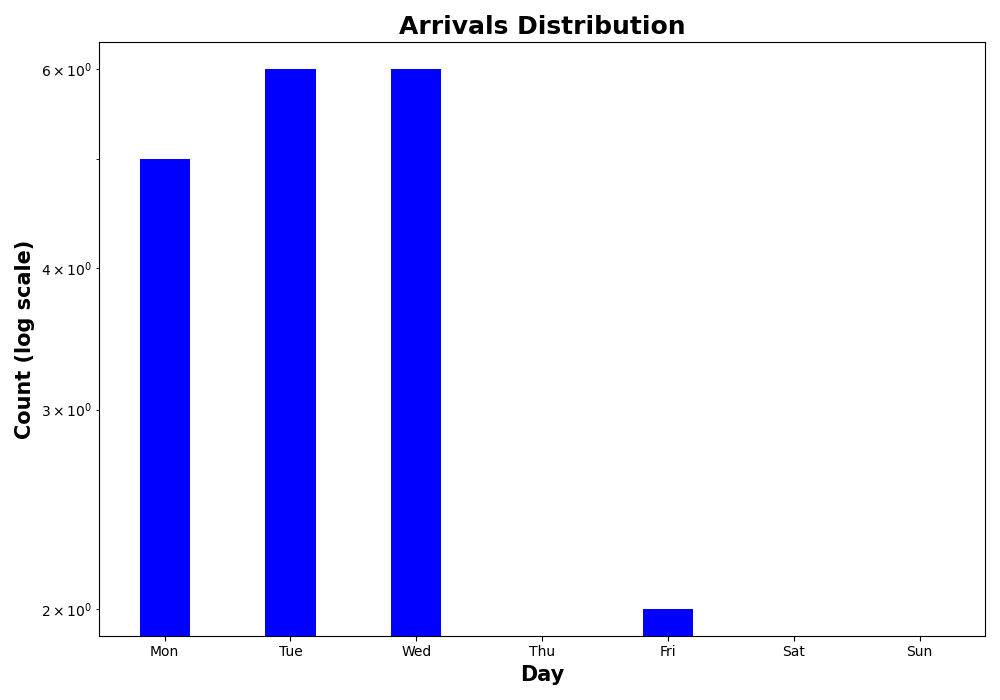 Arrivals Distribution
6 × 10⁰
4 × 10⁰
3 × 10⁰
2 × 10⁰
Count (log scale)
Mon Tue Wed Thu Fri Sat Sun
Day